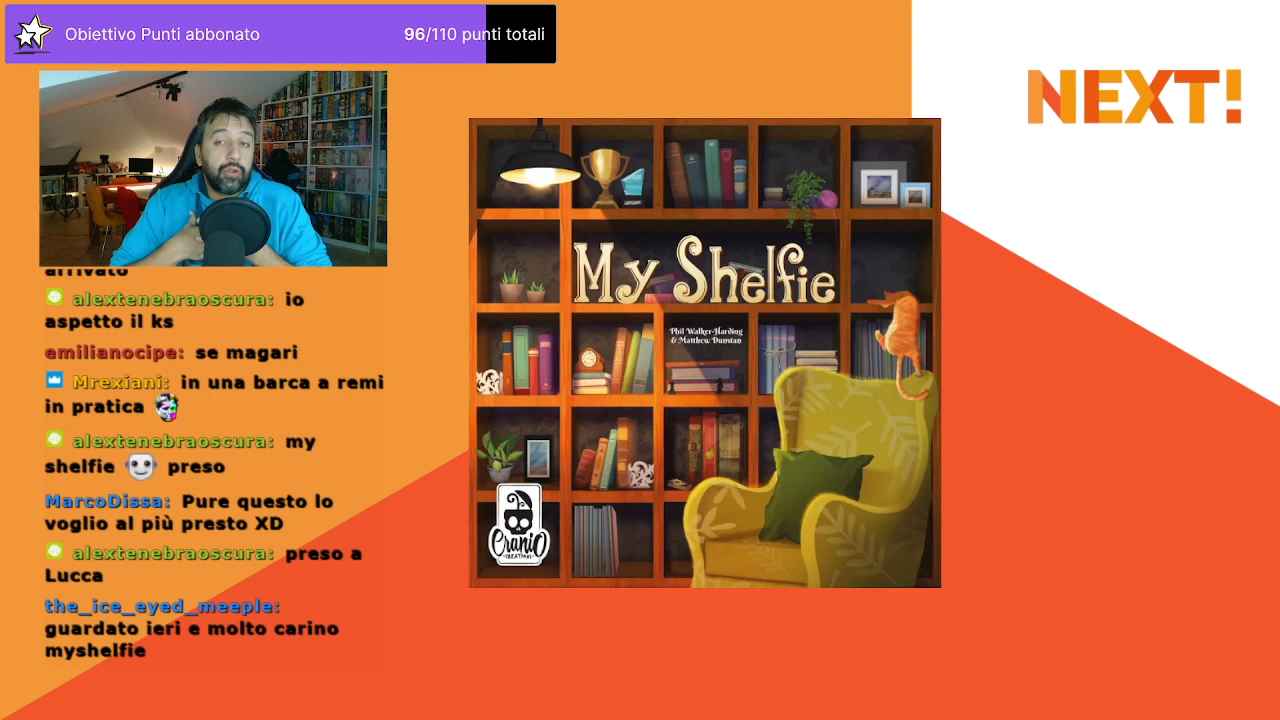 Obiettivo Punti abbonato
96/110 punti totali
NEXT!
arrivato
alextenebraoscura: io
aspetto il ks
emilianocipe: se magari
Mrexiani: in una barca a remi
in pratica
alextenebraoscura: my
shelfie preso
MarcoDissa: Pure questo lo
voglio al più presto XD
alextenebraoscura: preso a
Lucca
the_ice_eyed_meeple:
guardato ieri e molto carino
myshelfie
My Shelfie
Phil Walker-Harding
& Matthew Dunstan
Cranio
CREATIONS